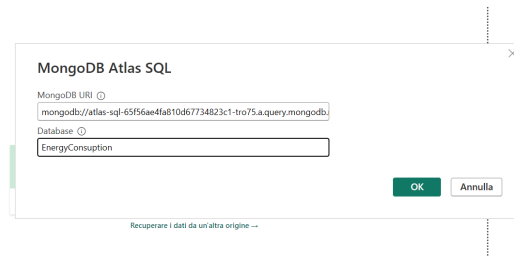 MongoDB Atlas SQL
MongoDB URI
mongodb://atlas-sql-65f56ae4fa810d67734823c1-tro75.a.query.mongodb.
Database
EnergyConsuption
OK
Annulla
Recuperare i dati da un'altra origine →